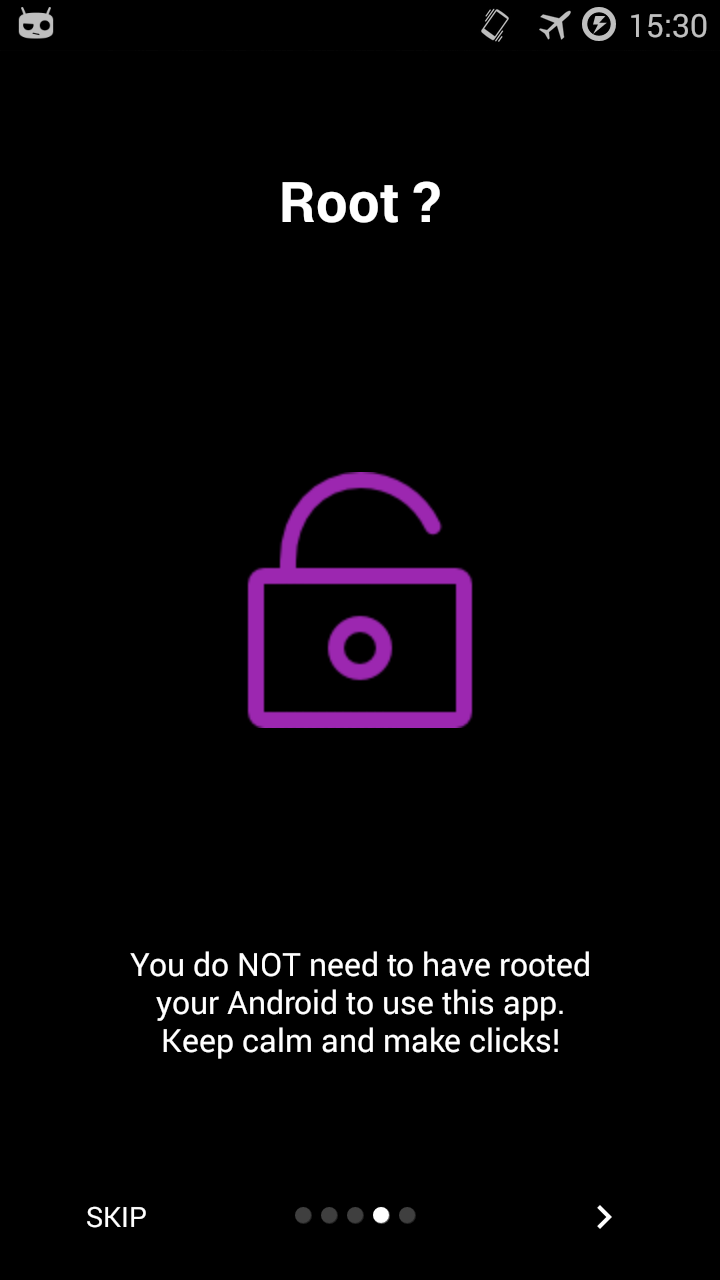 15:30
Root ?
You do NOT need to have rooted
your Android to use this app.
Keep calm and make clicks!
SKIP